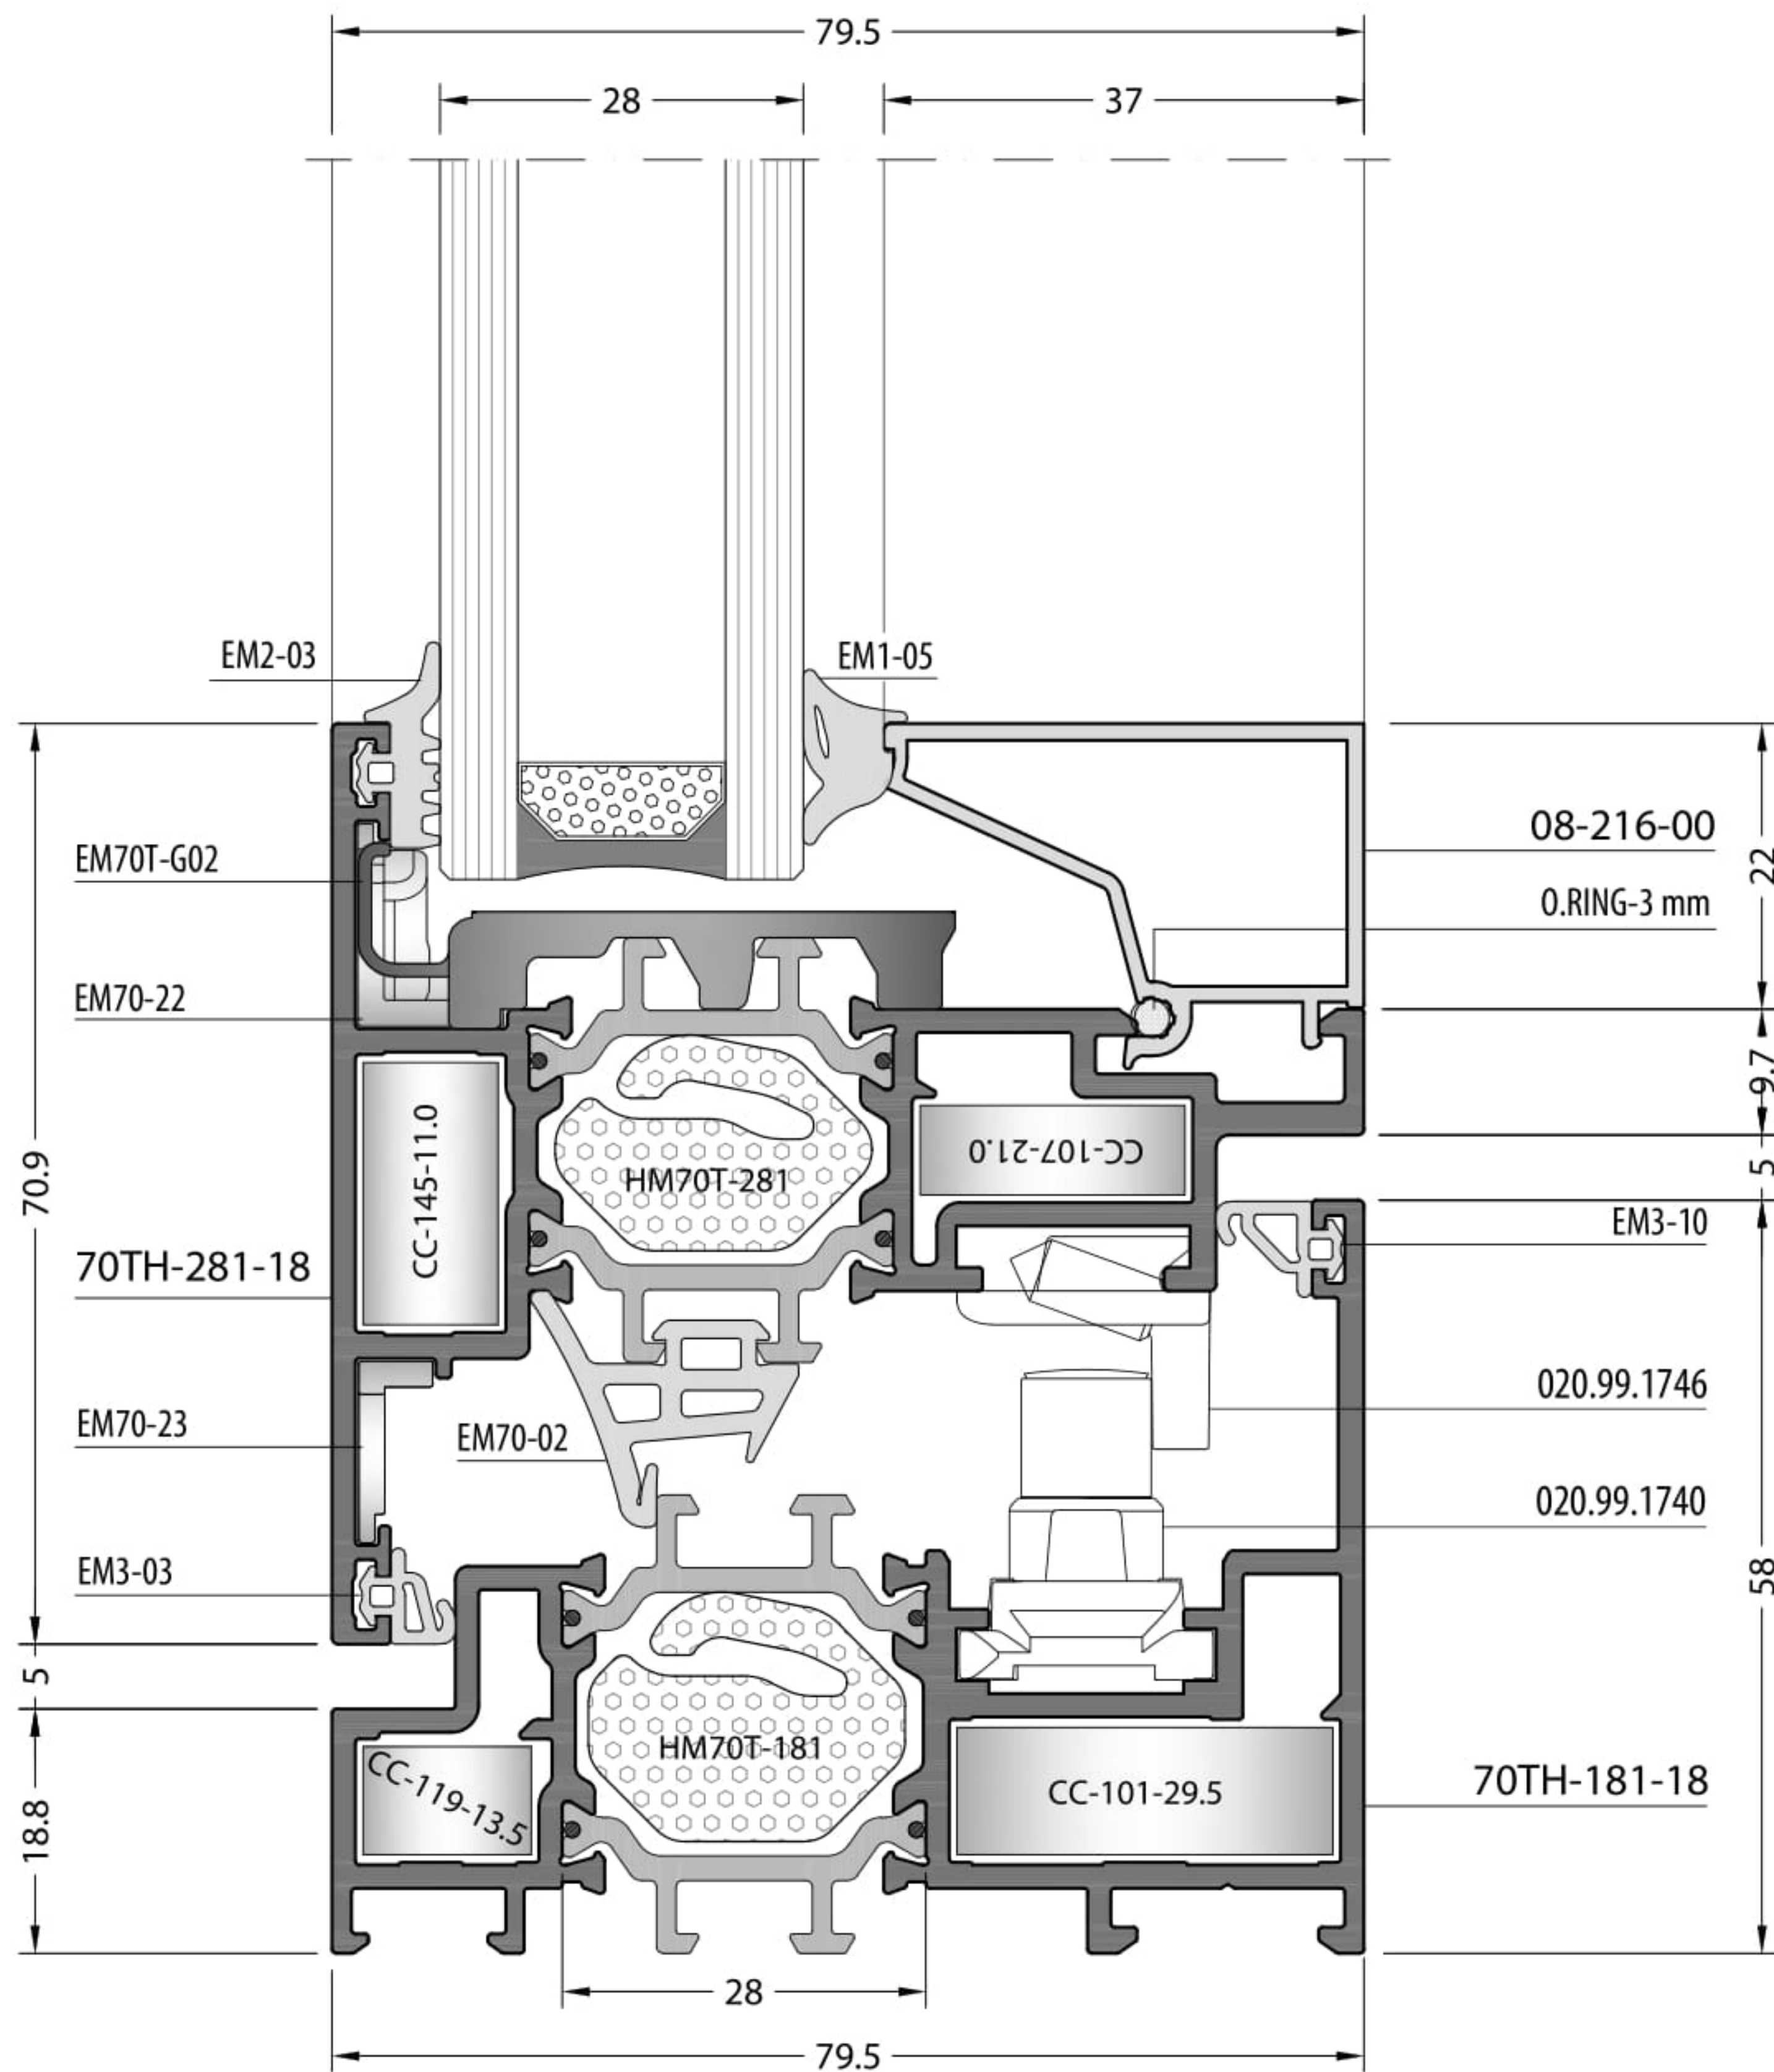 79.5
28
37
EM2-03
EM1-05
08-216-00
22
EM70T-G02
O.RING-3 mm
EM70-22
9.7
CC-145-11.0
CC-107-21.0
70.9
HM70T-281
5
EM3-10
70TH-281-18
020.99.1746
EM70-23
EM70-02
020.99.1740
EM3-03
58
5
HM70T-181
CC-119-13.5
CC-101-29.5
70TH-181-18
18.8
28
79.5